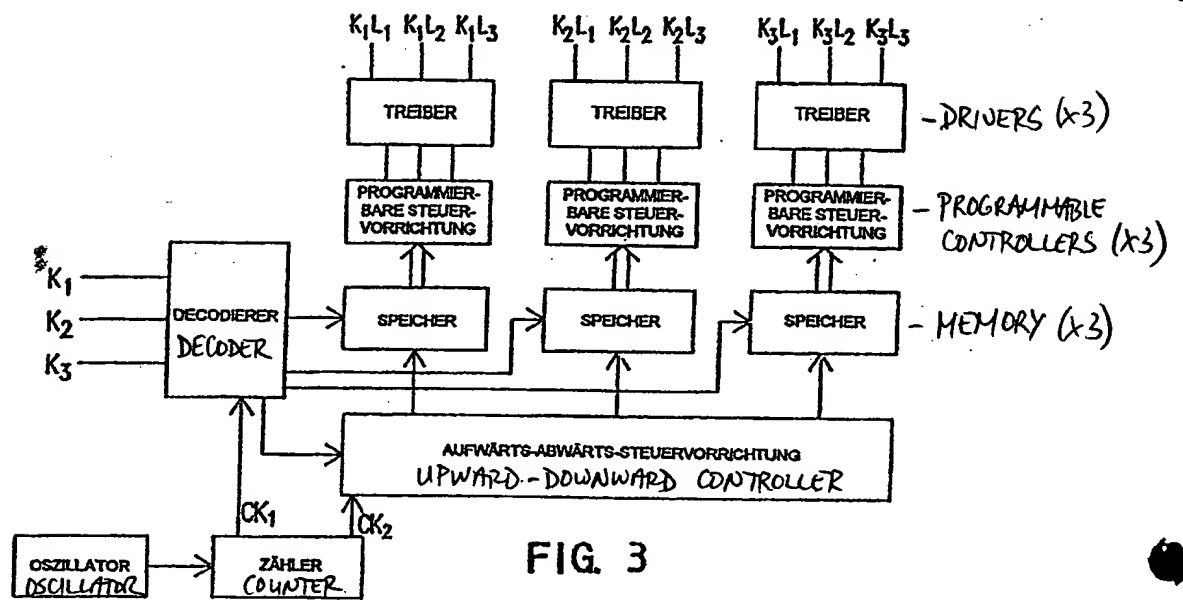 K₁L₁ K₁L₂ K₁L₃ K₂L₁ K₂L₂ K₂L₃ K₃L₁ K₃L₂ K₃L₃
TREIBER TREIBER TREIBER - DRIVERS (X3)
PROGRAMMIER-
BARE STEUER-
VORRICHTUNG
PROGRAMMIER-
BARE STEUER-
VORRICHTUNG
PROGRAMMIER-
BARE STEUER-
VORRICHTUNG
- PROGRAMMABLE
CONTROLLERS (X3)
K₁
K₂
K₃
DECODIERER
DECODER
SPEICHER SPEICHER SPEICHER - MEMORY (X3)
AUFWÄRTS-ABWÄRTS-STEUERVORRICHTUNG
UPWARD-DOWNWARD CONTROLLER
CK₁ CK₂
OSZILLATOR
OSCILLATOR
ZÄHLER
COUNTER
FIG. 3